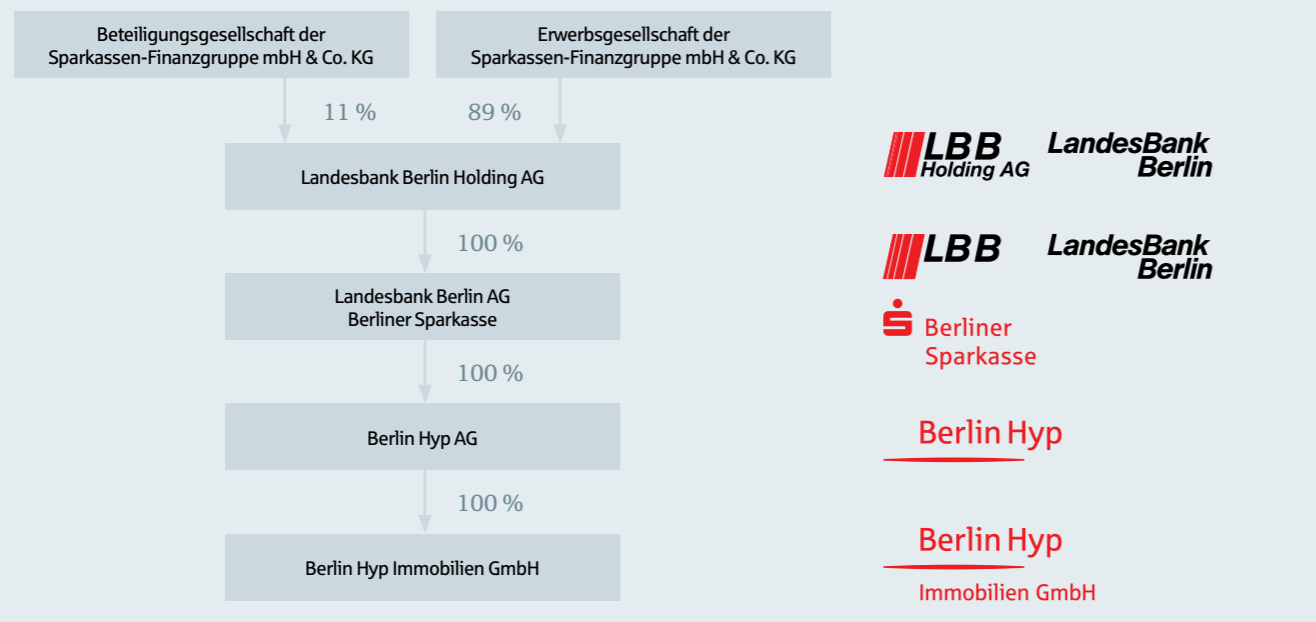 Beteiligungsgesellschaft der
Sparkassen-Finanzgruppe mbH & Co. KG
Erwerbsgesellschaft der
Sparkassen-Finanzgruppe mbH & Co. KG
11 %
89 %
Landesbank Berlin Holding AG
LBB
Holding AG
LandesBank
Berlin
100 %
LBB
LandesBank
Berlin
Landesbank Berlin AG
Berliner Sparkasse
Berliner
Sparkasse
100 %
Berlin Hyp AG
Berlin Hyp
100 %
Berlin Hyp Immobilien GmbH
Berlin Hyp
Immobilien GmbH